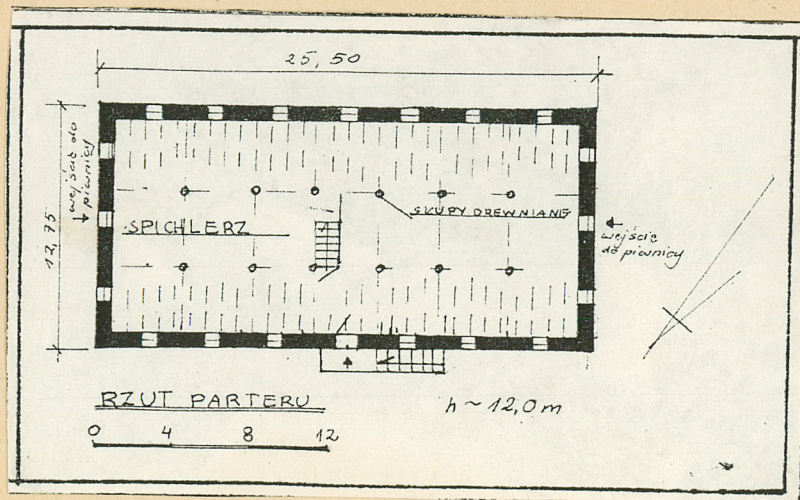 25,50
wejście do
piwnicy
12,75
SPICHLERZ
SŁUPY DREWNIANE
wejście
do piwnicy
RZUT PARTERU
h ~ 12,0 m
0 4 8 12